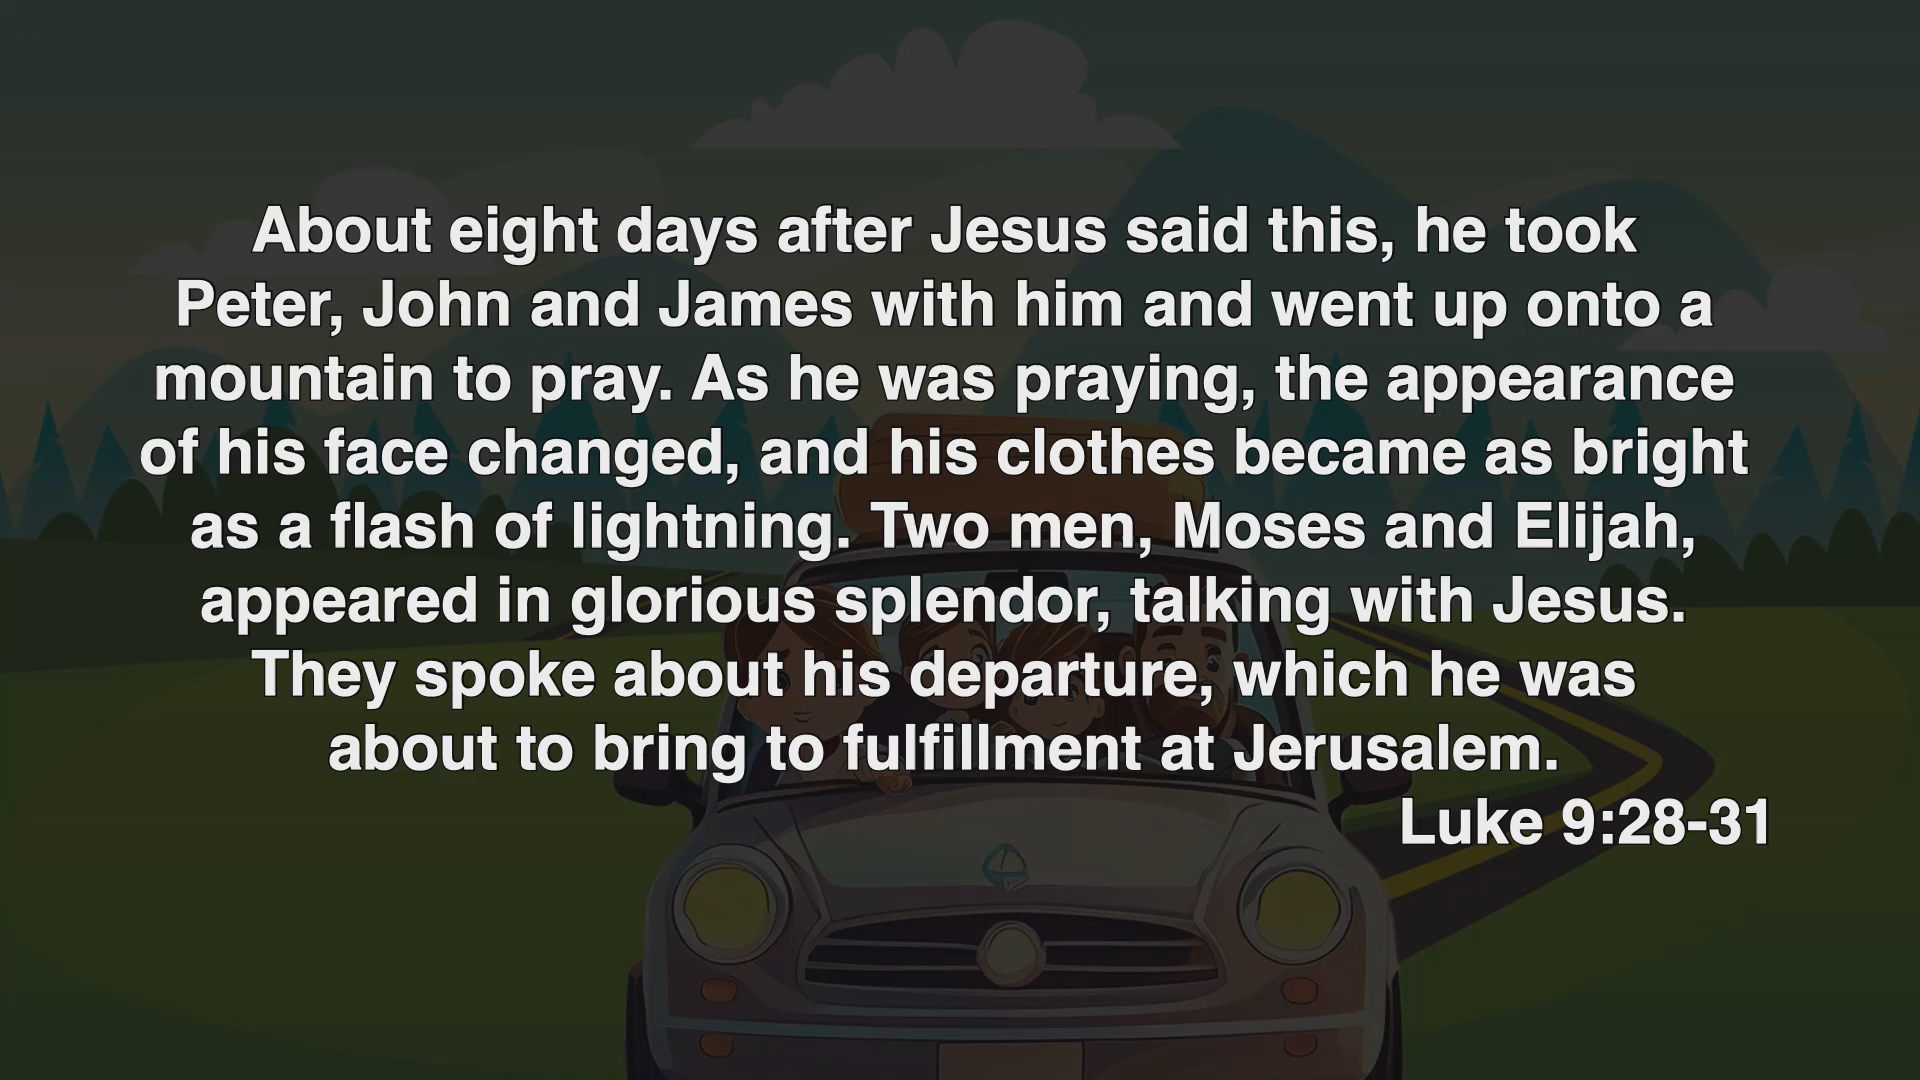 About eight days after Jesus said this, he took
Peter, John and James with him and went up onto a
mountain to pray. As he was praying, the appearance
of his face changed, and his clothes became as bright
as a flash of lightning. Two men, Moses and Elijah,
appeared in glorious splendor, talking with Jesus.
They spoke about his departure, which he was
about to bring to fulfillment at Jerusalem.
Luke 9:28-31